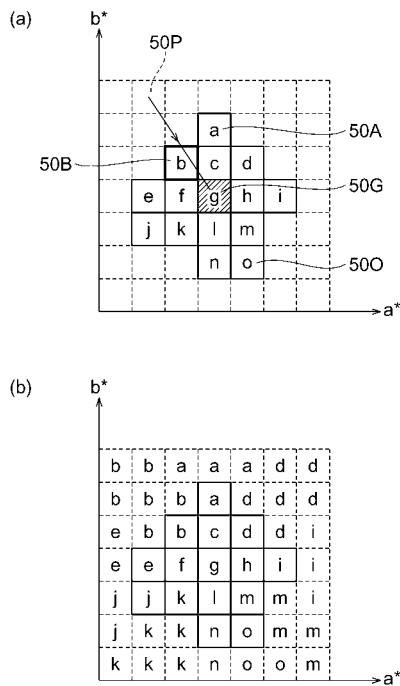 (a)
b*
50P
a
50A
50B
b c d
50G
e f g h i
j k l m
n o
50O
a*
(b)
b*
b b a a a d d
b b b a d d d
e b b c d d i
e e f g h i i
j j k l m m i
j k k n o m m
k k k n o o m
a*